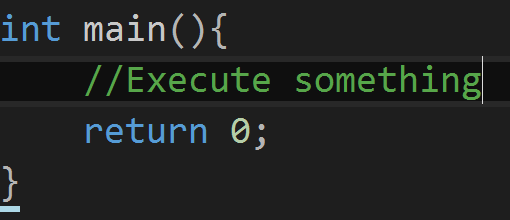 int main(){
    //Execute something
    return 0;
}